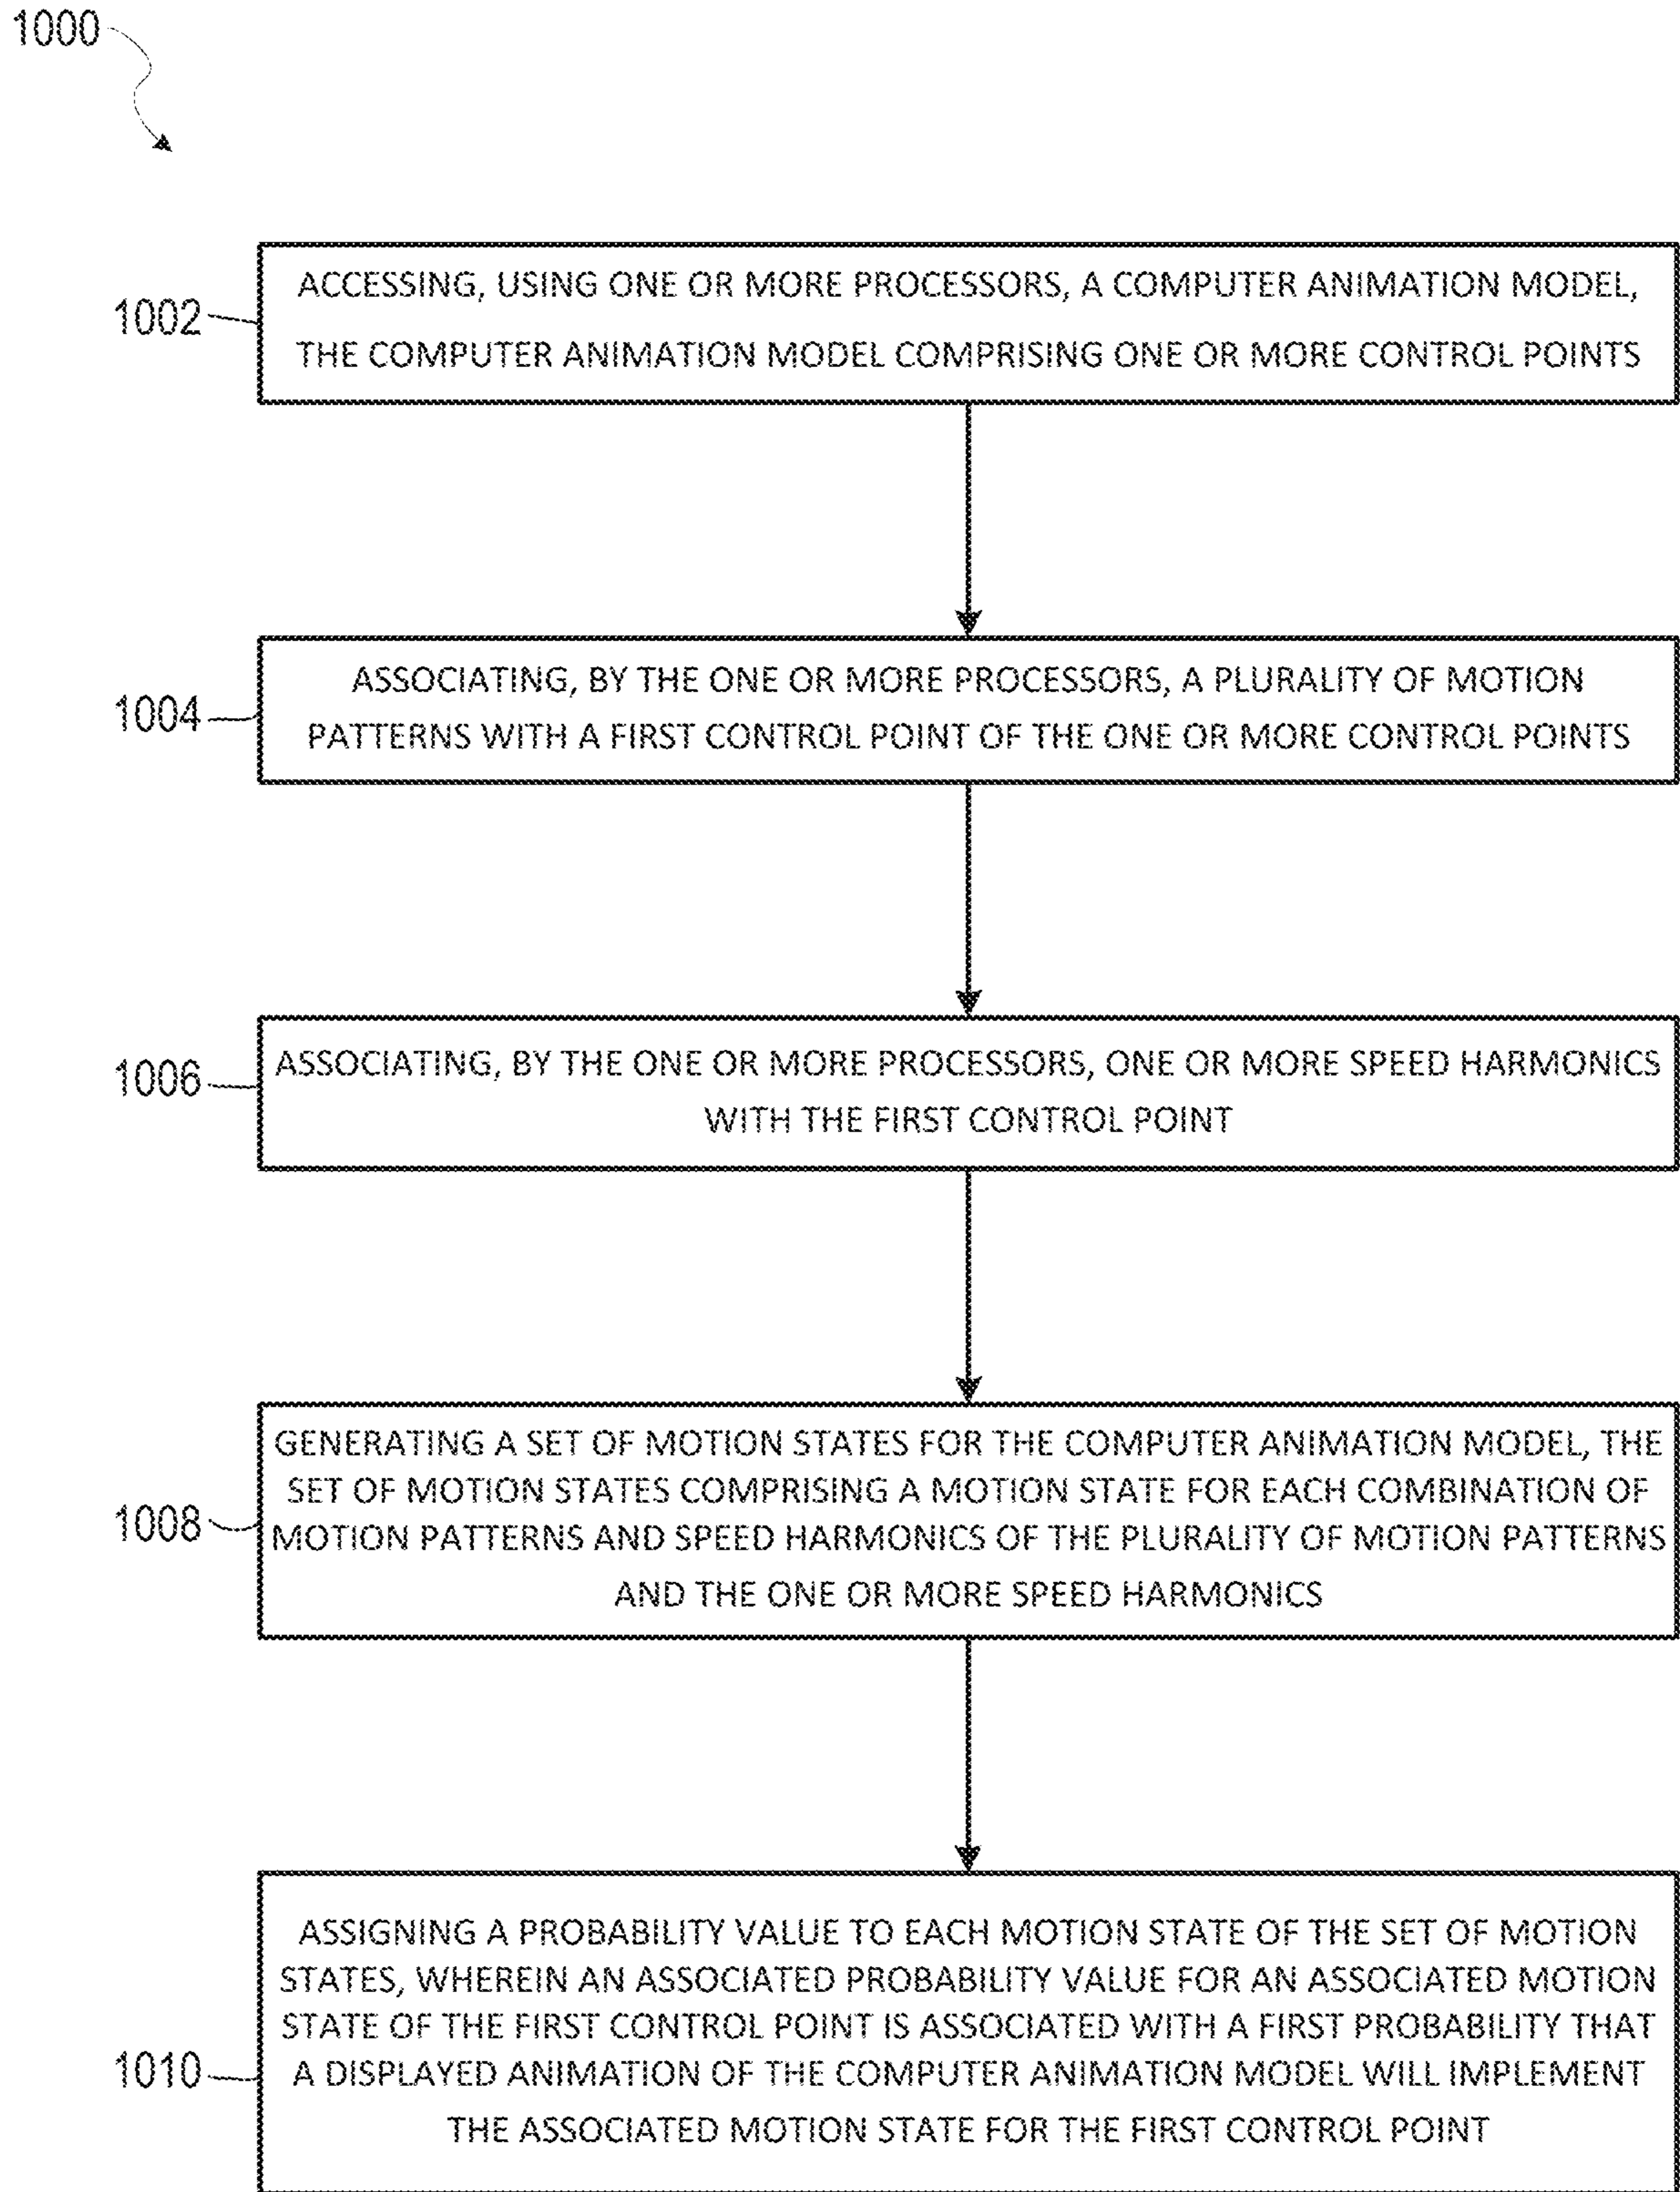 1000
1002
ACCESSING, USING ONE OR MORE PROCESSORS, A COMPUTER ANIMATION MODEL,
THE COMPUTER ANIMATION MODEL COMPRISING ONE OR MORE CONTROL POINTS
1004
ASSOCIATING, BY THE ONE OR MORE PROCESSORS, A PLURALITY OF MOTION
PATTERNS WITH A FIRST CONTROL POINT OF THE ONE OR MORE CONTROL POINTS
1006
ASSOCIATING, BY THE ONE OR MORE PROCESSORS, ONE OR MORE SPEED HARMONICS
WITH THE FIRST CONTROL POINT
1008
GENERATING A SET OF MOTION STATES FOR THE COMPUTER ANIMATION MODEL, THE
SET OF MOTION STATES COMPRISING A MOTION STATE FOR EACH COMBINATION OF
MOTION PATTERNS AND SPEED HARMONICS OF THE PLURALITY OF MOTION PATTERNS
AND THE ONE OR MORE SPEED HARMONICS
1010
ASSIGNING A PROBABILITY VALUE TO EACH MOTION STATE OF THE SET OF MOTION
STATES, WHEREIN AN ASSOCIATED PROBABILITY VALUE FOR AN ASSOCIATED MOTION
STATE OF THE FIRST CONTROL POINT IS ASSOCIATED WITH A FIRST PROBABILITY THAT
A DISPLAYED ANIMATION OF THE COMPUTER ANIMATION MODEL WILL IMPLEMENT
THE ASSOCIATED MOTION STATE FOR THE FIRST CONTROL POINT